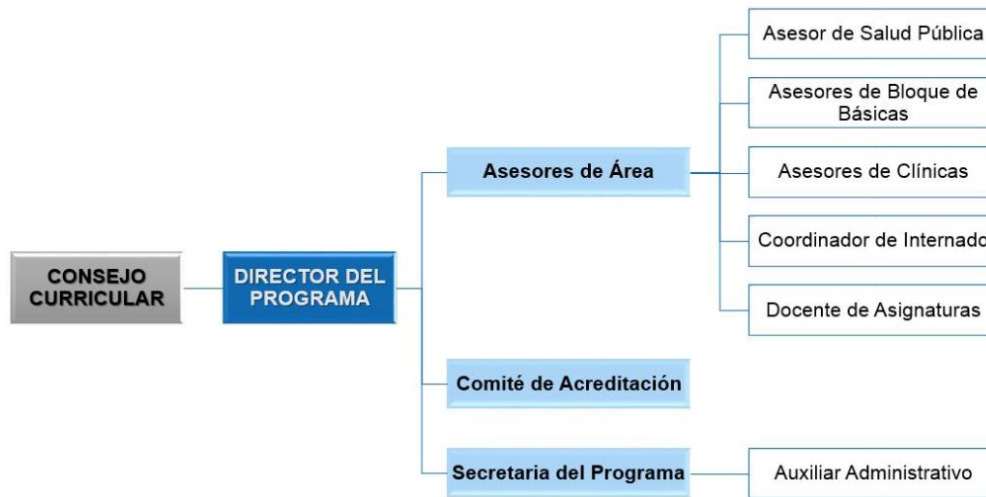 Asesor de Salud Pública
Asesores de Bloque de
Básicas
Asesores de Área
Asesores de Clínicas
Coordinador de Internado
CONSEJO
CURRICULAR
DIRECTOR DEL
PROGRAMA
Docente de Asignaturas
Comité de Acreditación
Secretaria del Programa
Auxiliar Administrativo